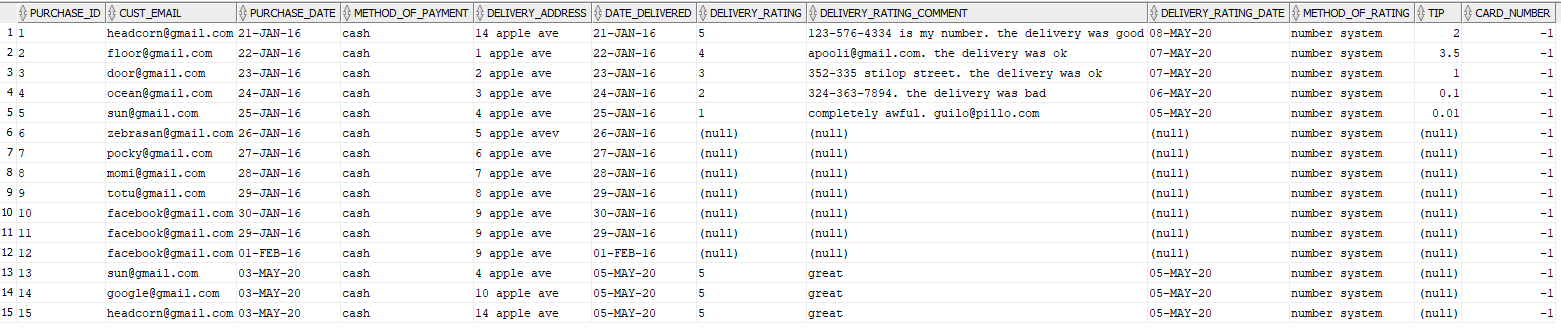 PURCHASE_ID CUST_EMAIL PURCHASE_DATE METHOD_OF_PAYMENT DELIVERY_ADDRESS DATE_DELIVERED DELIVERY_RATING DELIVERY_RATING_COMMENT DELIVERY_RATING_DATE METHOD_OF_RATING TIP CARD_NUMBER
1 1 headcorn@gmail.com 21-JAN-16 cash 14 apple ave 21-JAN-16 5 123-576-4334 is my number. the delivery was good 08-MAY-20 number system 2 -1
2 2 floor@gmail.com 22-JAN-16 cash 1 apple ave 22-JAN-16 4 apoli@gmail.com. the delivery was ok 07-MAY-20 number system 3.5 -1
3 3 door@gmail.com 23-JAN-16 cash 2 apple ave 23-JAN-16 3 352-335 stilop street. the delivery was ok 07-MAY-20 number system 1 -1
4 4 ocean@gmail.com 24-JAN-16 cash 3 apple ave 24-JAN-16 2 324-363-7894. the delivery was bad 06-MAY-20 number system 0.1 -1
5 5 sun@gmail.com 25-JAN-16 cash 4 apple ave 25-JAN-16 1 completely awful. guilo@pillo.com 05-MAY-20 number system 0.01 -1
6 6 zebrasan@gmail.com 26-JAN-16 cash 5 apple avev 26-JAN-16 (null) (null) (null) number system (null) -1
7 7 pocky@gmail.com 27-JAN-16 cash 6 apple ave 27-JAN-16 (null) (null) (null) number system (null) -1
8 8 momi@gmail.com 28-JAN-16 cash 7 apple ave 28-JAN-16 (null) (null) (null) number system (null) -1
9 9 totu@gmail.com 29-JAN-16 cash 8 apple ave 29-JAN-16 (null) (null) (null) number system (null) -1
10 10 facebook@gmail.com 30-JAN-16 cash 9 apple ave 30-JAN-16 (null) (null) (null) number system (null) -1
11 11 facebook@gmail.com 29-JAN-16 cash 9 apple ave 29-JAN-16 (null) (null) (null) number system (null) -1
12 12 facebook@gmail.com 01-FEB-16 cash 9 apple ave 01-FEB-16 (null) (null) (null) number system (null) -1
13 13 sun@gmail.com 03-MAY-20 cash 4 apple ave 05-MAY-20 5 great 05-MAY-20 number system (null) -1
14 14 google@gmail.com 03-MAY-20 cash 10 apple ave 05-MAY-20 5 great 05-MAY-20 number system (null) -1
15 15 headcorn@gmail.com 03-MAY-20 cash 14 apple ave 05-MAY-20 5 great 05-MAY-20 number system (null) -1